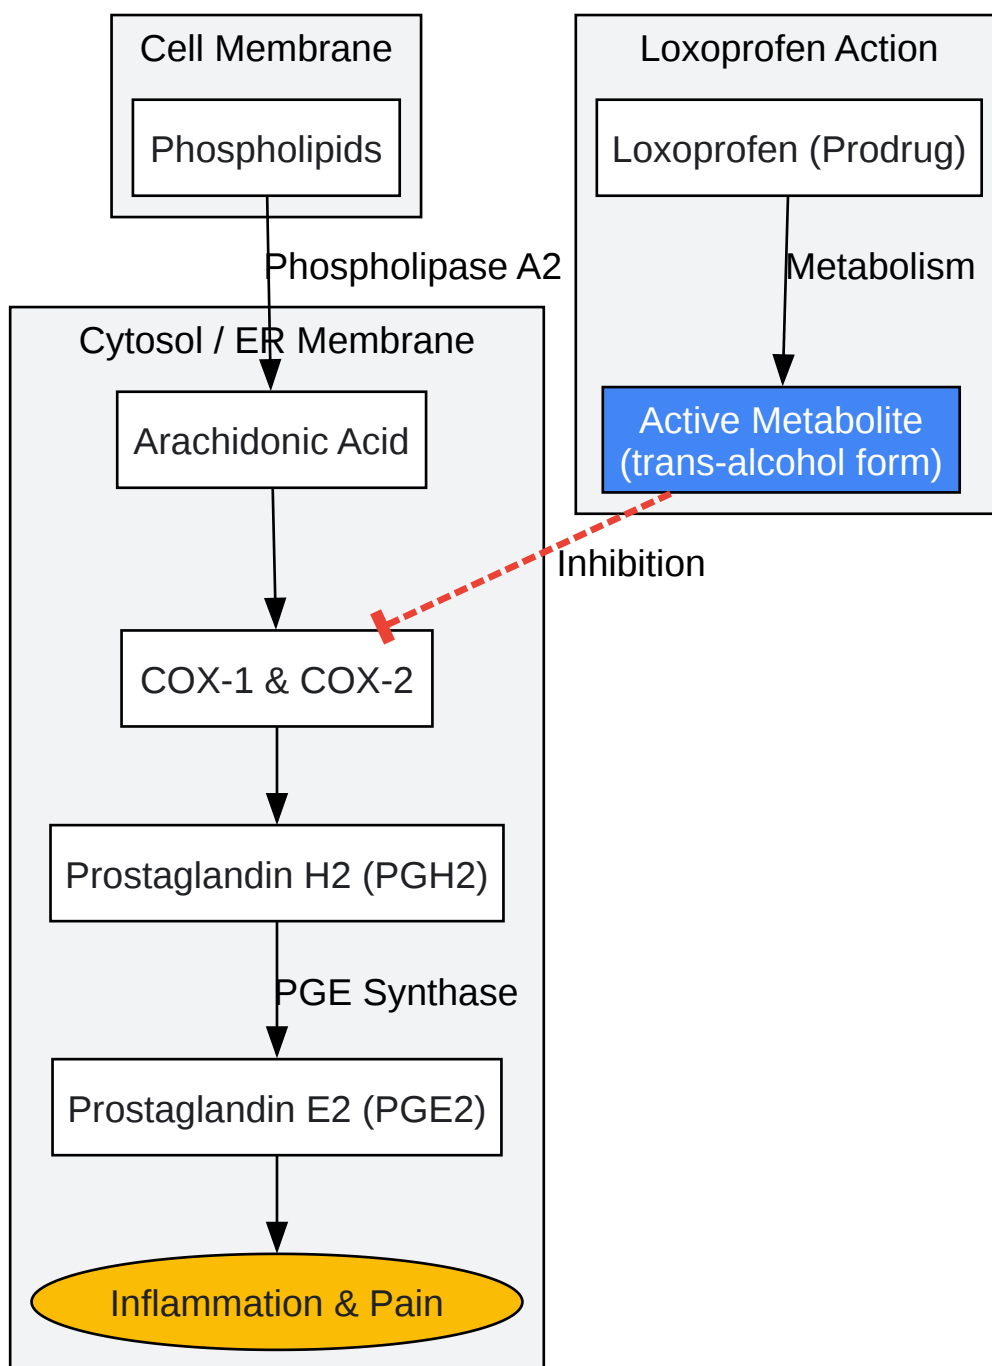 Cell Membrane
Phospholipids
Phospholipase A2
Cytosol / ER Membrane
Arachidonic Acid
COX-1 & COX-2
Prostaglandin H2 (PGH2)
PGE Synthase
Prostaglandin E2 (PGE2)
Inflammation & Pain
Loxoprofen Action
Loxoprofen (Prodrug)
Metabolism
Active Metabolite
(trans-alcohol form)
Inhibition